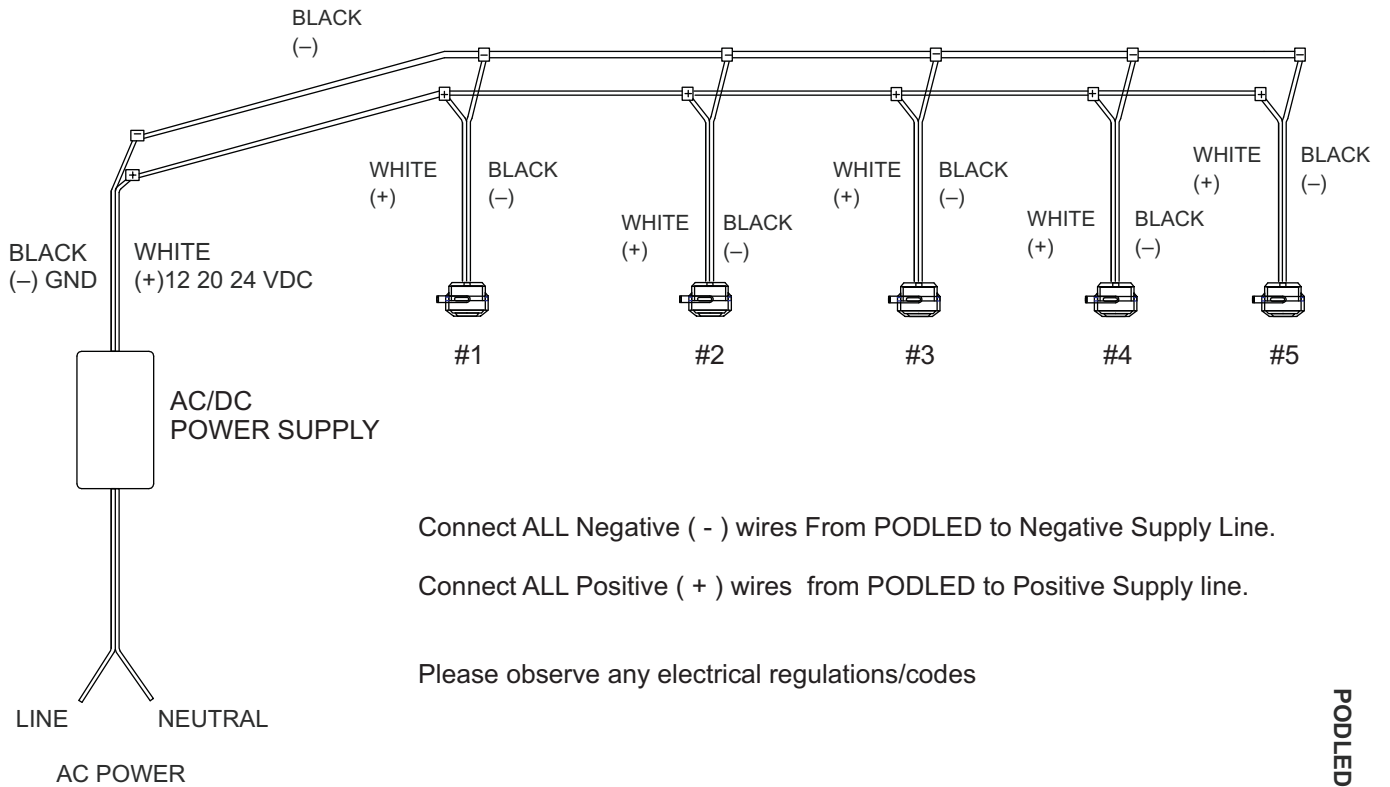 BLACK
(–)
WHITE
(+)
BLACK
(–)
WHITE
(+)
BLACK
(–)
WHITE
(+)
BLACK
(–)
WHITE
(+)
BLACK
(–)
WHITE
(+)
BLACK
(–)
BLACK
(–) GND
WHITE
(+)12 20 24 VDC
#1
#2
#3
#4
#5
AC/DC
POWER SUPPLY
Connect ALL Negative ( - ) wires From PODLED to Negative Supply Line.
Connect ALL Positive ( + ) wires from PODLED to Positive Supply line.
Please observe any electrical regulations/codes
LINE
NEUTRAL
AC POWER
PODLED